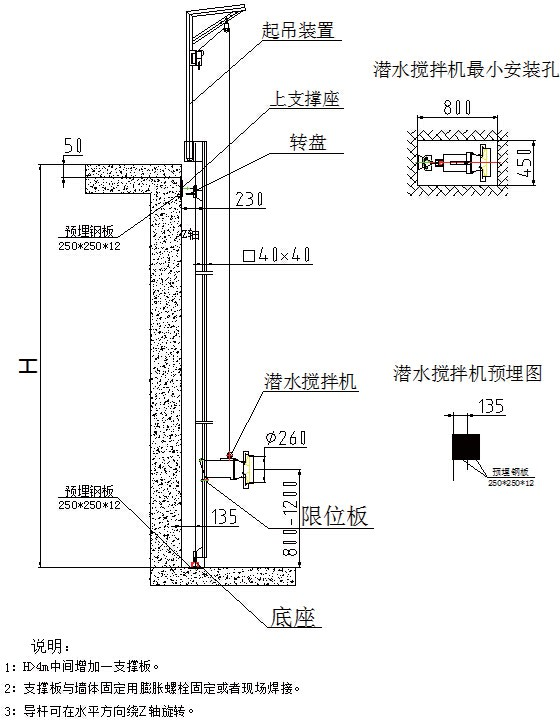 起吊装置
潜水搅拌机最小安装孔
上支撑座
800
转盘
50
450
230
预埋钢板
250*250*12
Z轴
□40×40
H
潜水搅拌机
潜水搅拌机预埋图
135
Ø260
预埋钢板
250*250*12
预埋钢板
250*250*12
135
限位板
800-1200
底座
说明：
1：H>4m中间增加一支撑板。
2：支撑板与墙体固定用膨胀螺栓固定或者现场焊接。
3：导杆可在水平方向绕Z轴旋转。